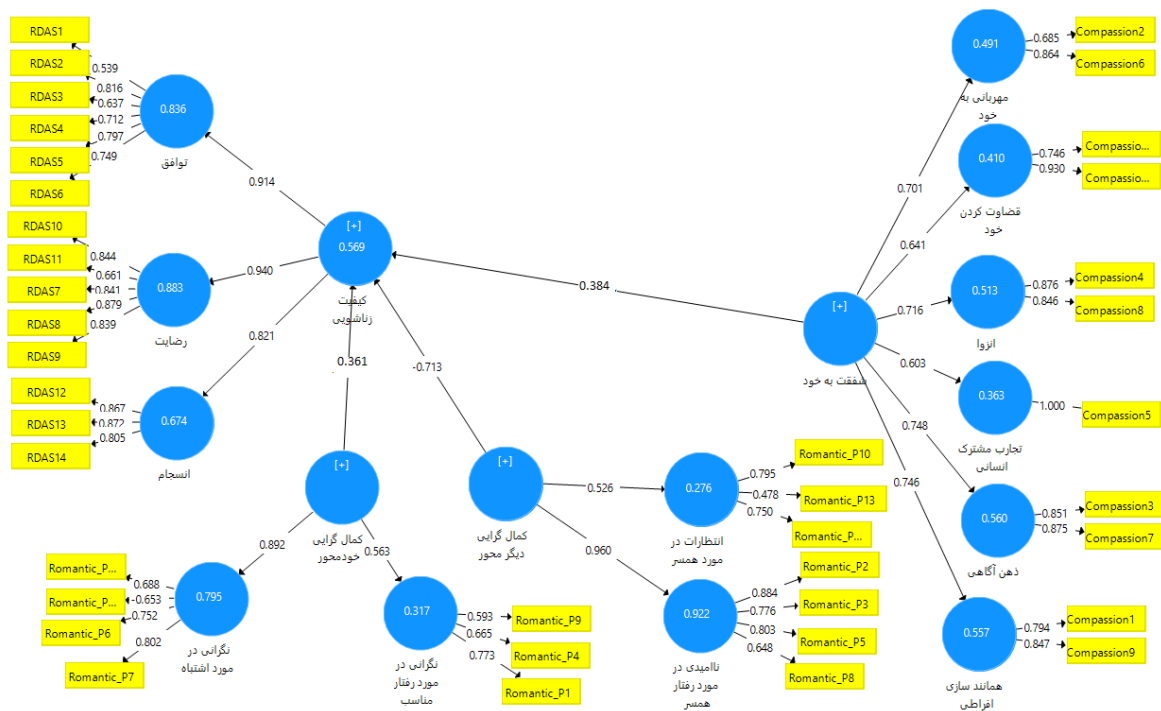 RDAS1
RDAS2
RDAS3
RDAS4
RDAS5
RDAS6
0.539
0.816
0.637
0.712
0.797
0.749
0.836
توافق
0.914
RDAS10
RDAS11
RDAS7
RDAS8
RDAS9
0.844
0.661
0.841
0.879
0.839
0.883
رضایت
0.940
RDAS12
RDAS13
RDAS14
0.867
0.872
0.805
0.674
انسجام
0.821
[+]
0.569
کیفیت
زناشویی
0.384
0.361
-0.713
[+]
کمال گرایی
خودمحور
0.892
0.563
Romantic_P...
Romantic_P...
Romantic_P6
Romantic_P7
0.688
-0.653
0.752
0.802
0.795
نگرانی در
مورد اشتباه
0.317
نگرانی در
مورد رفتار
مناسب
0.593
0.665
0.773
Romantic_P9
Romantic_P4
Romantic_P1
[+]
کمال گرایی
دیگر محور
0.526
0.960
0.276
انتظارات در
مورد همسر
0.795
0.478
0.750
Romantic_P10
Romantic_P13
Romantic_P...
0.922
ناامیدی در
مورد رفتار
همسر
0.884
0.776
0.803
0.648
Romantic_P2
Romantic_P3
Romantic_P5
Romantic_P8
[+]
شفقت به خود
0.701
0.641
0.716
0.603
0.748
0.746
0.491
مهربانی به
خود
0.685
0.864
Compassion2
Compassion6
0.410
قضاوت کردن
خود
0.746
0.930
Compassio...
Compassio...
0.513
انزوا
0.876
0.846
Compassion4
Compassion8
0.363
تجارب مشترک
انسانی
1.000
Compassion5
0.560
ذهن آگاهی
0.851
0.875
Compassion3
Compassion7
0.557
همانند سازی
افراطی
0.794
0.847
Compassion1
Compassion9